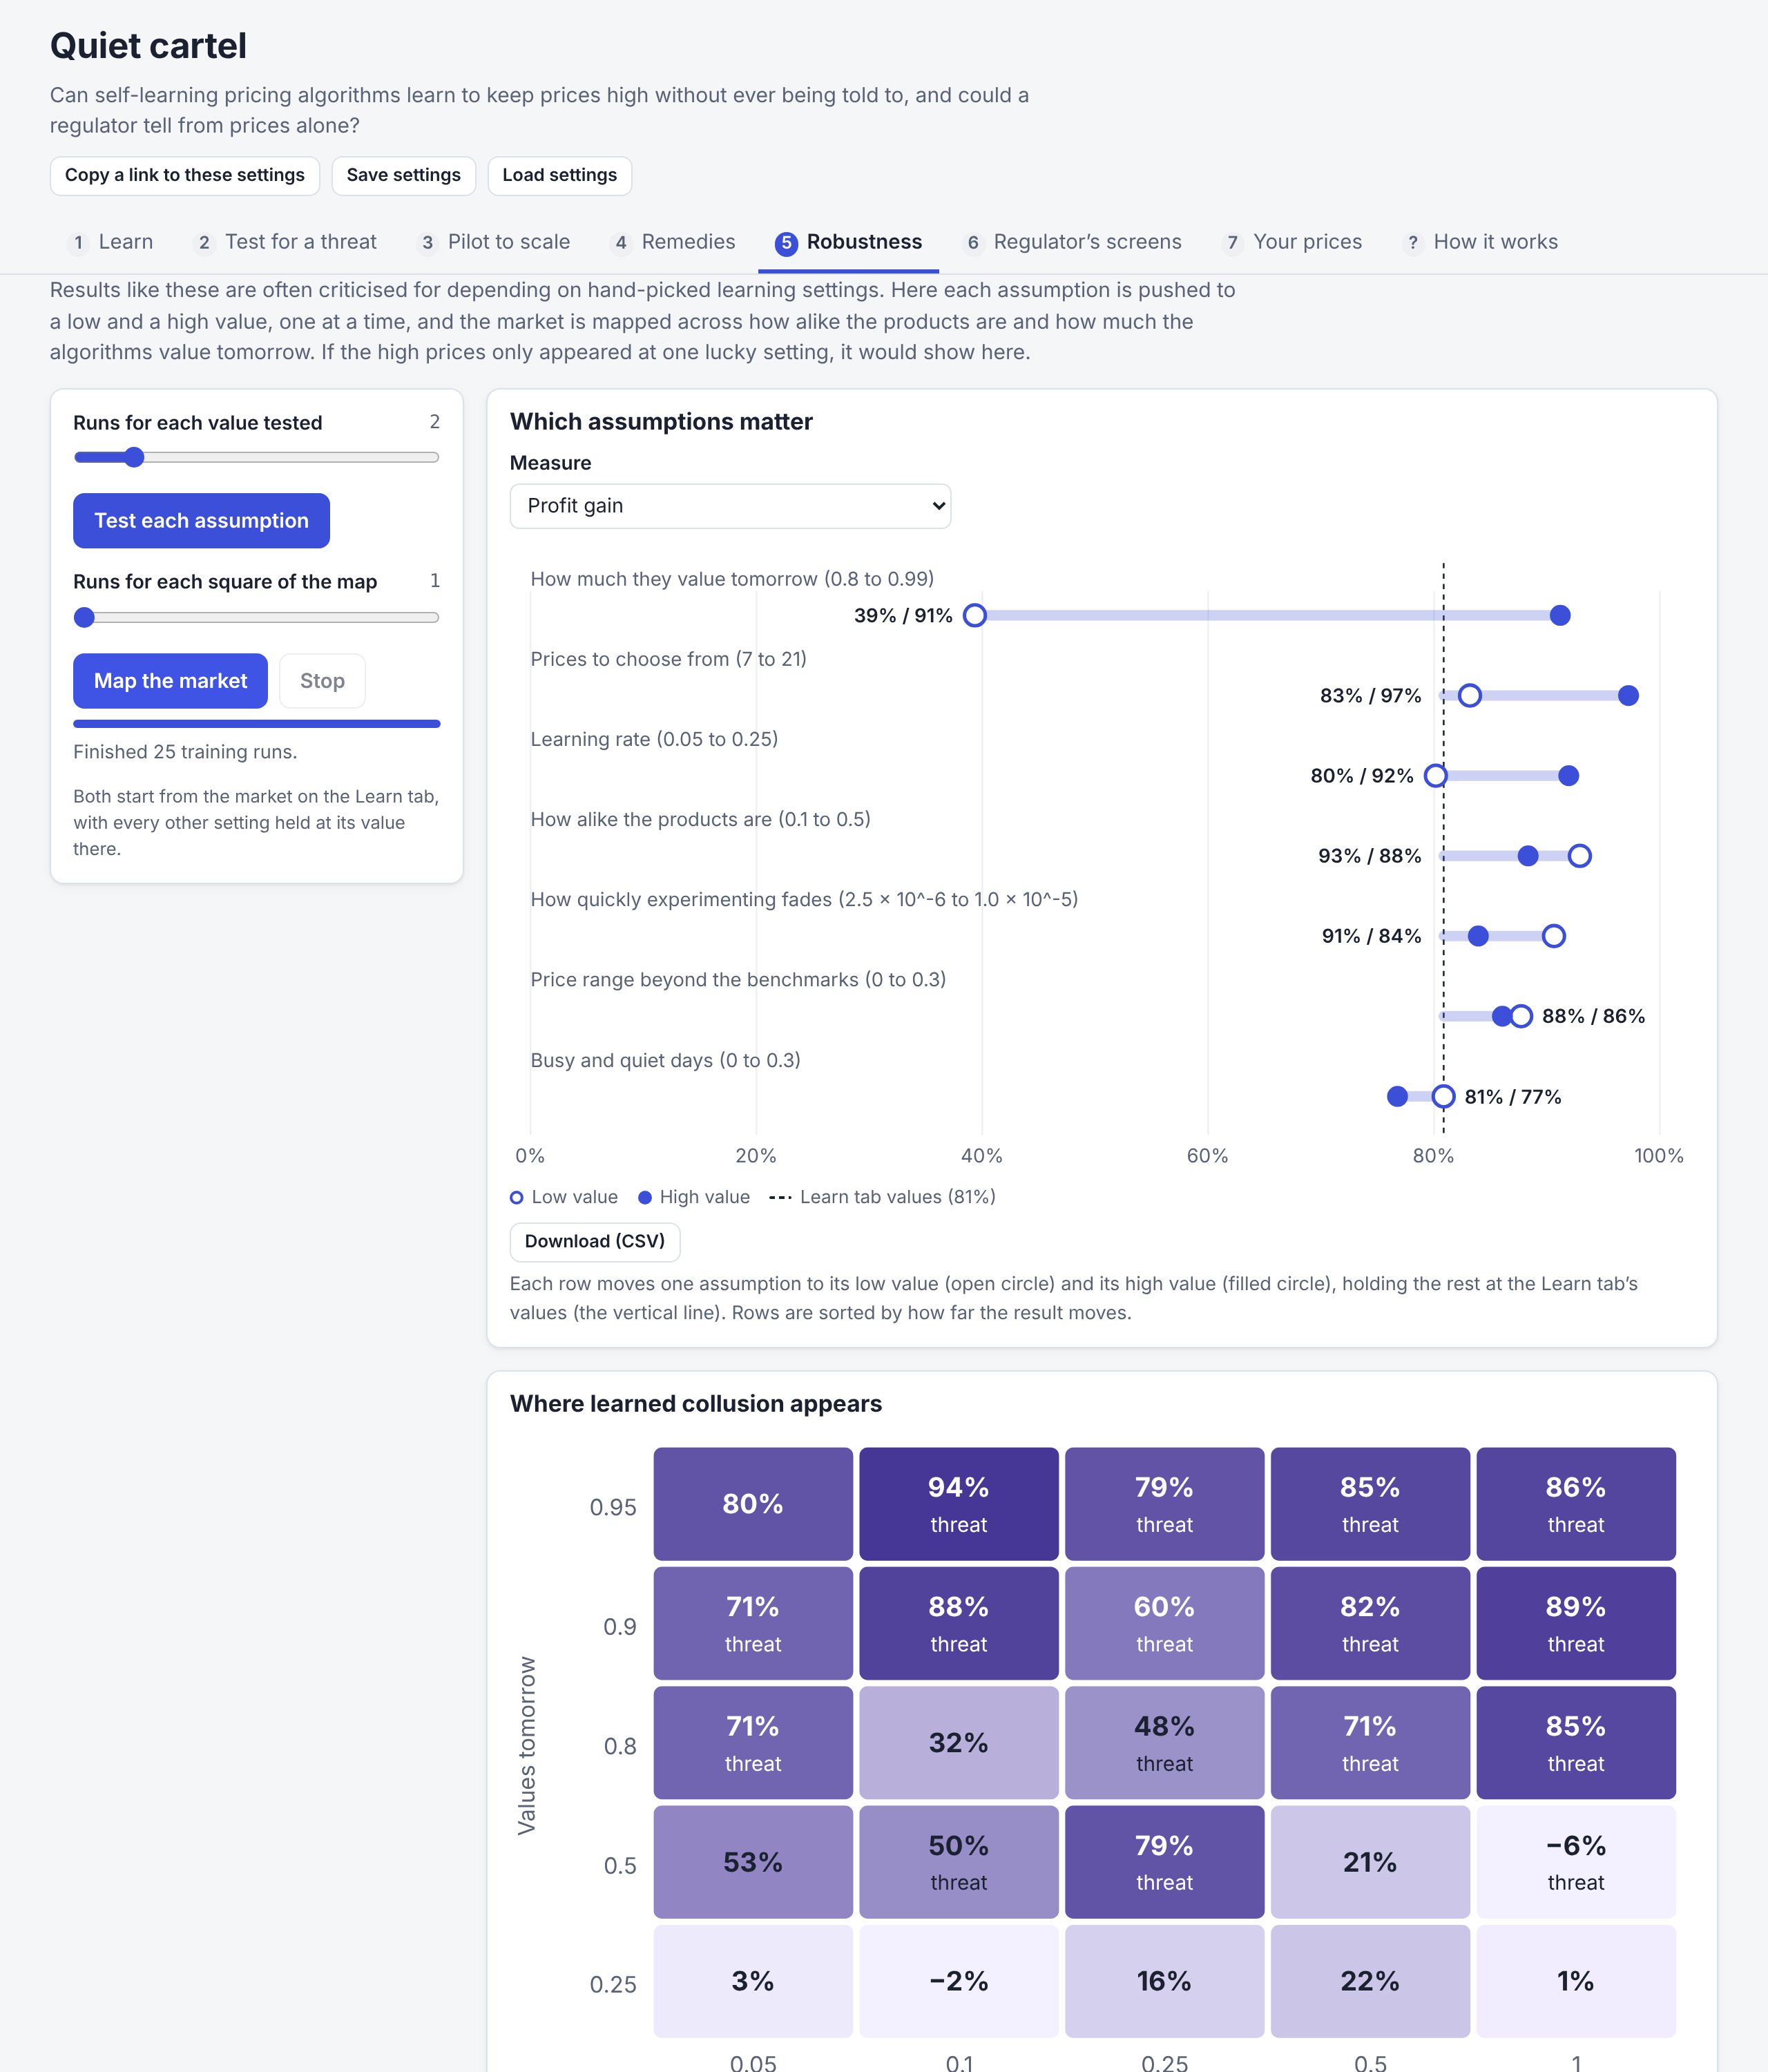 Quiet cartel
Can self-learning pricing algorithms learn to keep prices high without ever being told to, and could a
regulator tell from prices alone?
Copy a link to these settings Save settings Load settings
1 Learn 2 Test for a threat 3 Pilot to scale 4 Remedies 5 Robustness 6 Regulator’s screens 7 Your prices ? How it works
Results like these are often criticised for depending on hand-picked learning settings. Here each assumption is pushed to
a low and a high value, one at a time, and the market is mapped across how alike the products are and how much the
algorithms value tomorrow. If the high prices only appeared at one lucky setting, it would show here.
Runs for each value tested 2
Test each assumption
Runs for each square of the map 1
Map the market Stop
Finished 25 training runs.
Both start from the market on the Learn tab,
with every other setting held at its value
there.
Which assumptions matter
Measure
Profit gain
How much they value tomorrow (0.8 to 0.99)
39% / 91%
Prices to choose from (7 to 21)
83% / 97%
Learning rate (0.05 to 0.25)
80% / 92%
How alike the products are (0.1 to 0.5)
93% / 88%
How quickly experimenting fades (2.5 × 10^-6 to 1.0 × 10^-5)
91% / 84%
Price range beyond the benchmarks (0 to 0.3)
88% / 86%
Busy and quiet days (0 to 0.3)
81% / 77%
0% 20% 40% 60% 80% 100%
Low value High value Learn tab values (81%)
Download (CSV)
Each row moves one assumption to its low value (open circle) and its high value (filled circle), holding the rest at the Learn tab’s
values (the vertical line). Rows are sorted by how far the result moves.
Where learned collusion appears
Values tomorrow
0.95 80% 94% 79% 85% 86%
threat threat threat threat
0.9 71% 88% 60% 82% 89%
threat threat threat threat threat
0.8 71% 32% 48% 71% 85%
threat threat threat threat
0.5 53% 50% 79% 21% −6%
threat threat threat
0.25 3% −2% 16% 22% 1%
0.05 0.1 0.25 0.5 1